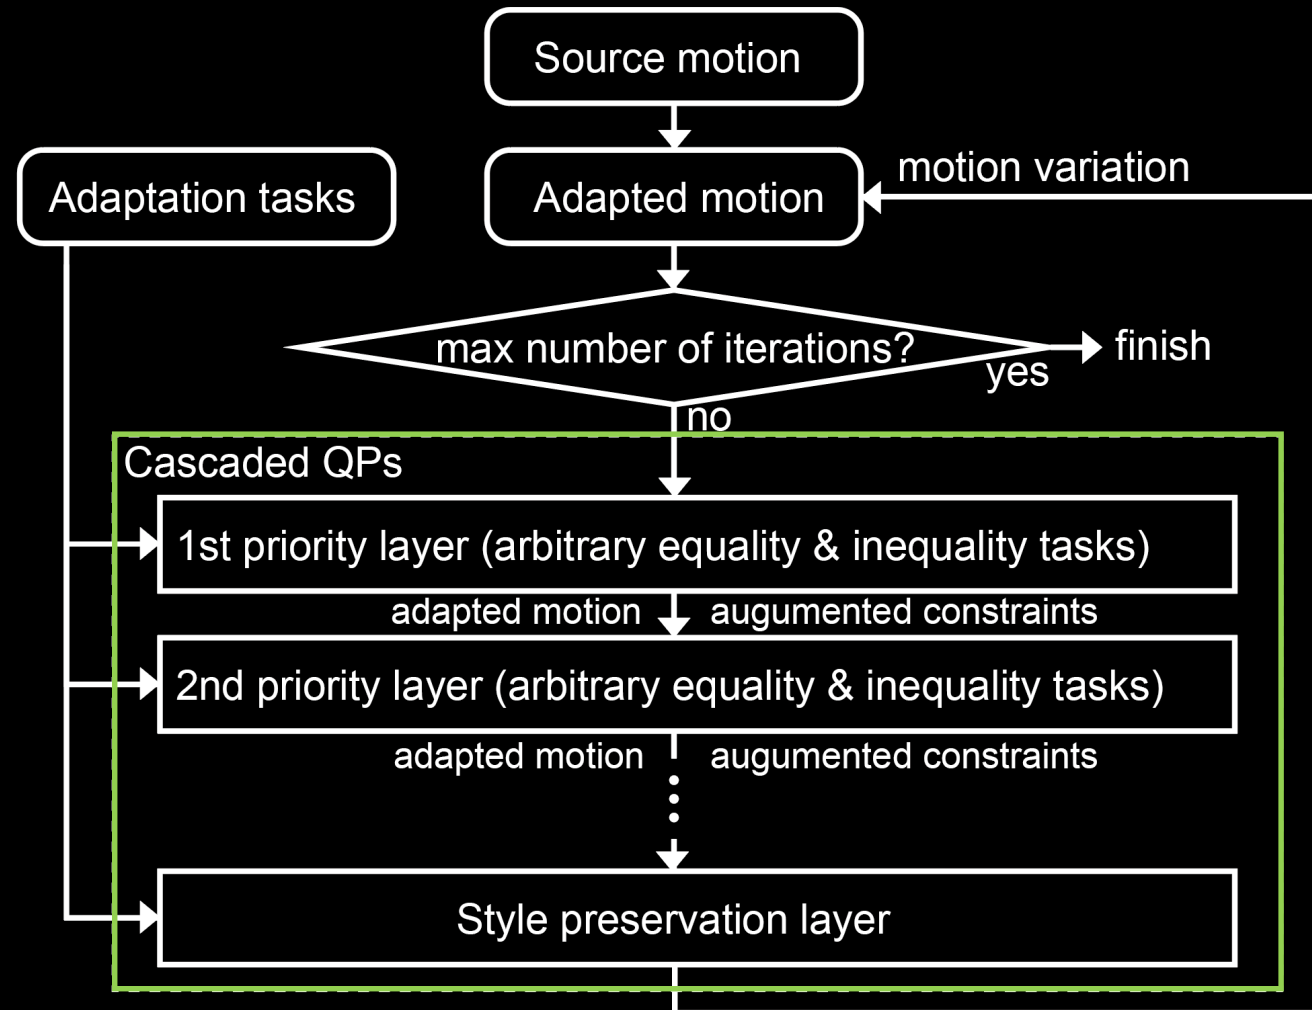 Source motion
Adaptation tasks
Adapted motion
motion variation
max number of iterations?
yes
finish
no
Cascaded QPs
1st priority layer (arbitrary equality & inequality tasks)
adapted motion
augumented constraints
2nd priority layer (arbitrary equality & inequality tasks)
adapted motion
augumented constraints
Style preservation layer